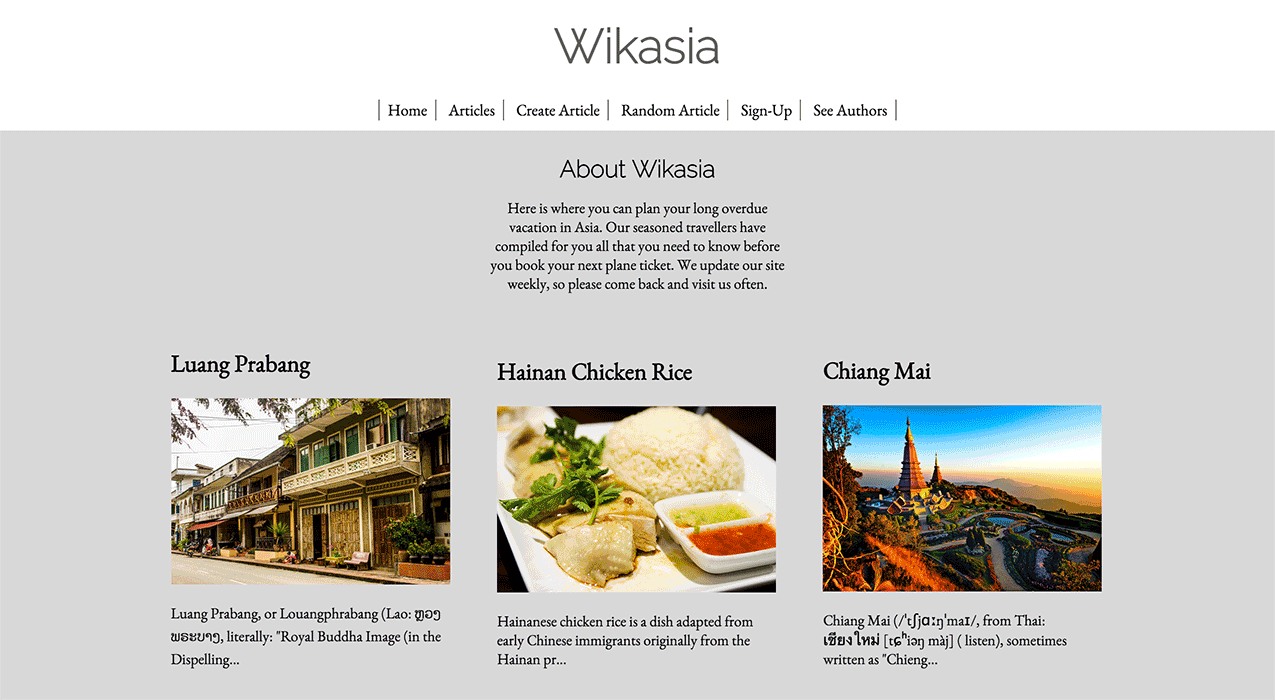 Wikasia
Home
Articles
Create Article
Random Article
Sign-Up
See Authors
About Wikasia
Here is where you can plan your long overdue
vacation in Asia. Our seasoned travellers have
compiled for you all that you need to know before
you book your next plane ticket. We update our site
weekly, so please come back and visit us often.
Luang Prabang
Luang Prabang, or Louangphrabang (Lao: ຫຼວງ
ພຣະບາງ, literally: "Royal Buddha Image (in the
Dispelling...
Hainan Chicken Rice
Hainanese chicken rice is a dish adapted from
early Chinese immigrants originally from the
Hainan pr...
Chiang Mai
Chiang Mai (/ˈtʃjɑːŋˈmaɪ/, from Thai:
เชียงใหม่ [tɕʰiəŋ màj] ( listen), sometimes
written as "Chieng...